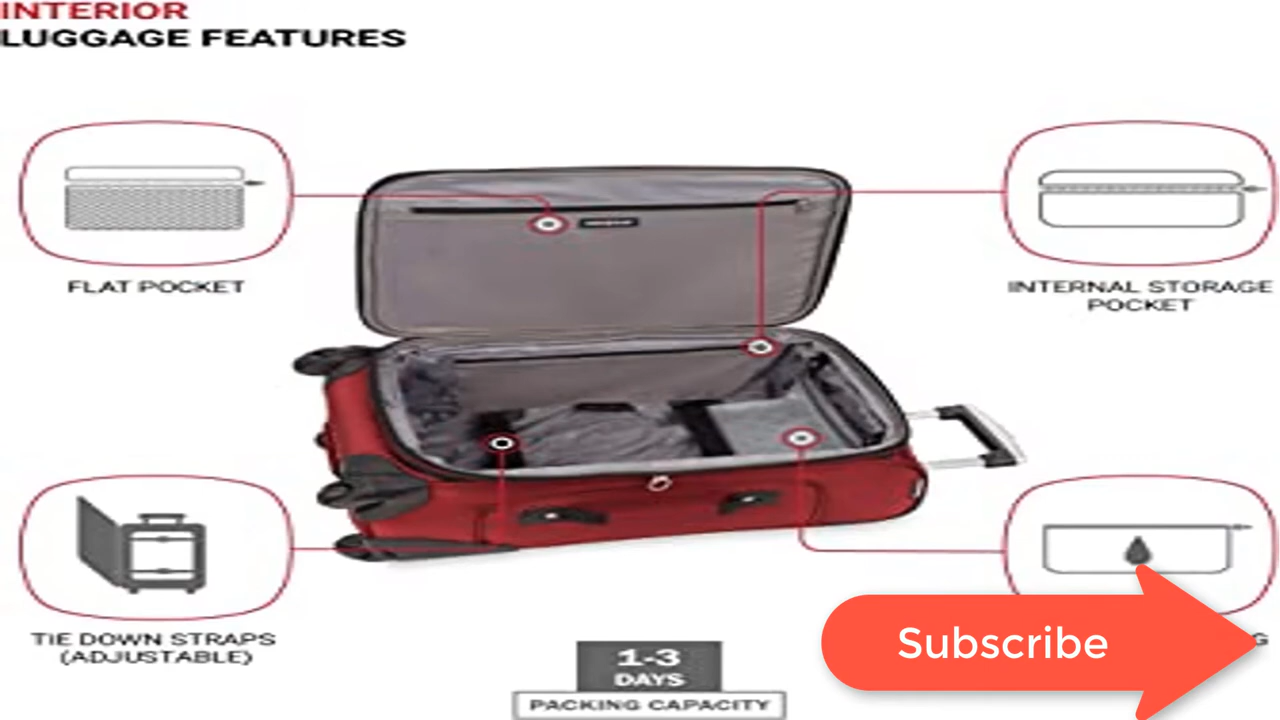 INTERIOR
LUGGAGE FEATURES
FLAT POCKET
INTERNAL STORAGE
POCKET
TIE DOWN STRAPS
(ADJUSTABLE)
Subscribe
1-3
DAYS
PACKING CAPACITY